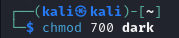 ┌──(kali㉿kali)-[~]
└─$ chmod 700 dark